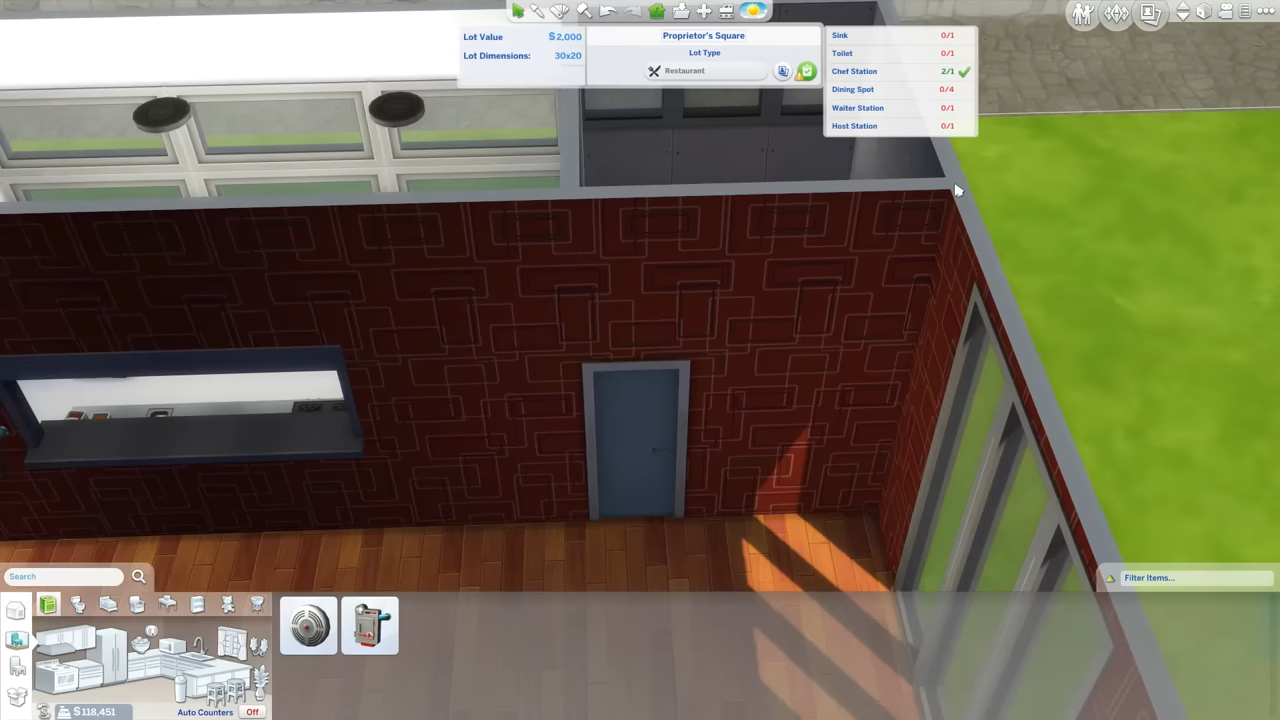 Lot Value
$2,000
Lot Dimensions:
30x20
Proprietor's Square
Lot Type
Restaurant
Sink
0/1
Toilet
0/1
Chef Station
2/1
Dining Spot
0/4
Waiter Station
0/1
Host Station
0/1
Search
Filter Items...
$118,451
Auto Counters
Off